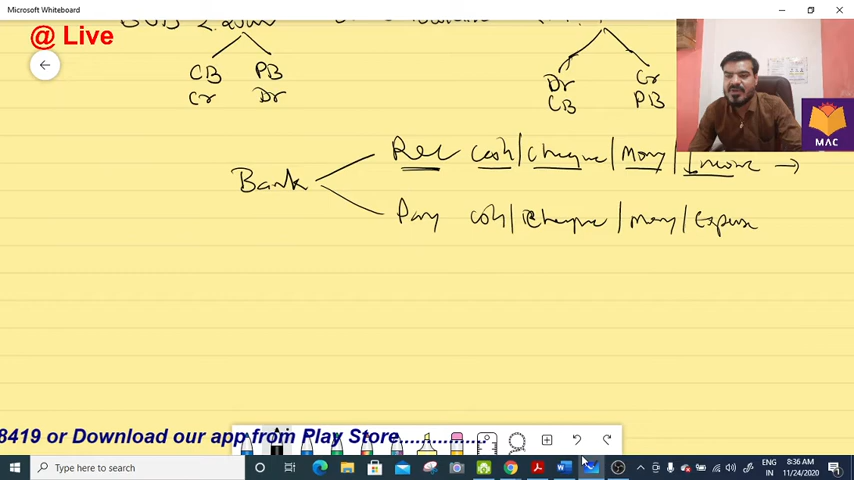 Microsoft Whiteboard
@ Live
CB PB
Cr Dr
Dr Cr
CB PB
MAC
Bank
Rec Cash/Cheque/Money/Income →
Pay Cash/Cheque/Money/Expense
8419 or Download our app from Play Store................
Type here to search
ENG
IN
8:36 AM
11/24/2020